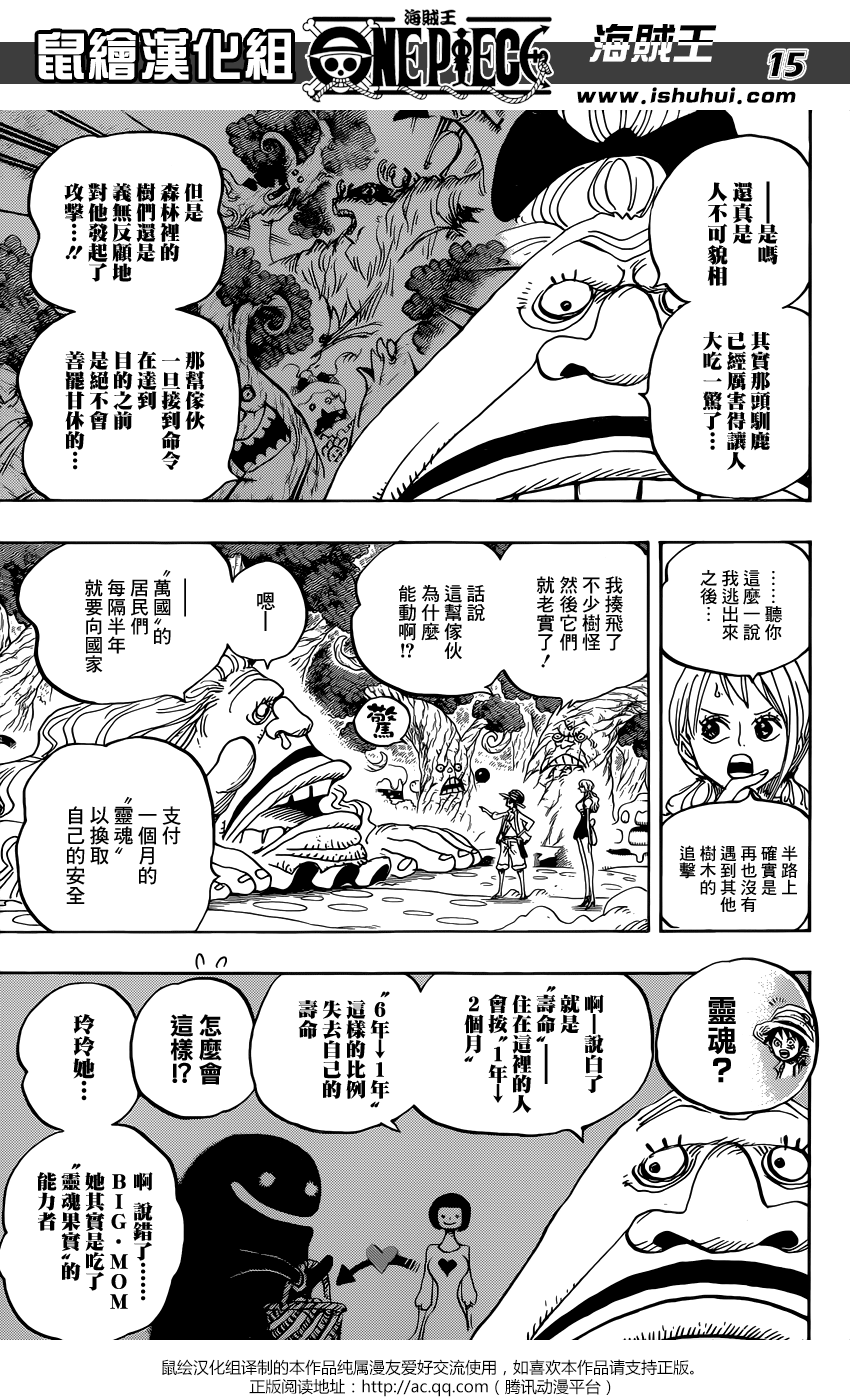 鼠繪漢化組
海賊王
ONE PIECE
海賊王
15
www.ishuhui.com
——是嗎
還真是
人不可貌相
其實那頭馴鹿
已經厲害得讓人
大吃一驚了…
但是
森林裡的
樹們還是
義無反顧地
對他發起了
攻擊…!!
那幫傢伙
一旦接到命令
在達到
目的之前
是絕不會
善罷甘休的…
……聽你
這麼一說
我逃出來
之後…
半路上
確實是
再也沒有
遇到其他
樹木的
追擊
我揍飛了
不少樹怪
然後它們
就老實了!
話說
這幫傢伙
為什麼
能動啊!?
驚
嗯—
——
“萬國”的
居民們
每隔半年
就要向國家
支付
一個月的
“靈魂”
以換取
自己的安全
靈魂?
啊—說白了
就是
“壽命”——
住在這裡的人
會按“1年→
2個月”
“6年→1年”
這樣的比例
失去自己的
壽命
怎麼會
這樣!?
玲玲她…
啊 說錯了……
BIG·MOM
她其實是吃了
“靈魂果實”的
能力者
鼠绘汉化组译制的本作品纯属漫友爱好交流使用，如喜欢本作品请支持正版。
正版阅读地址：http://ac.qq.com（腾讯动漫平台）